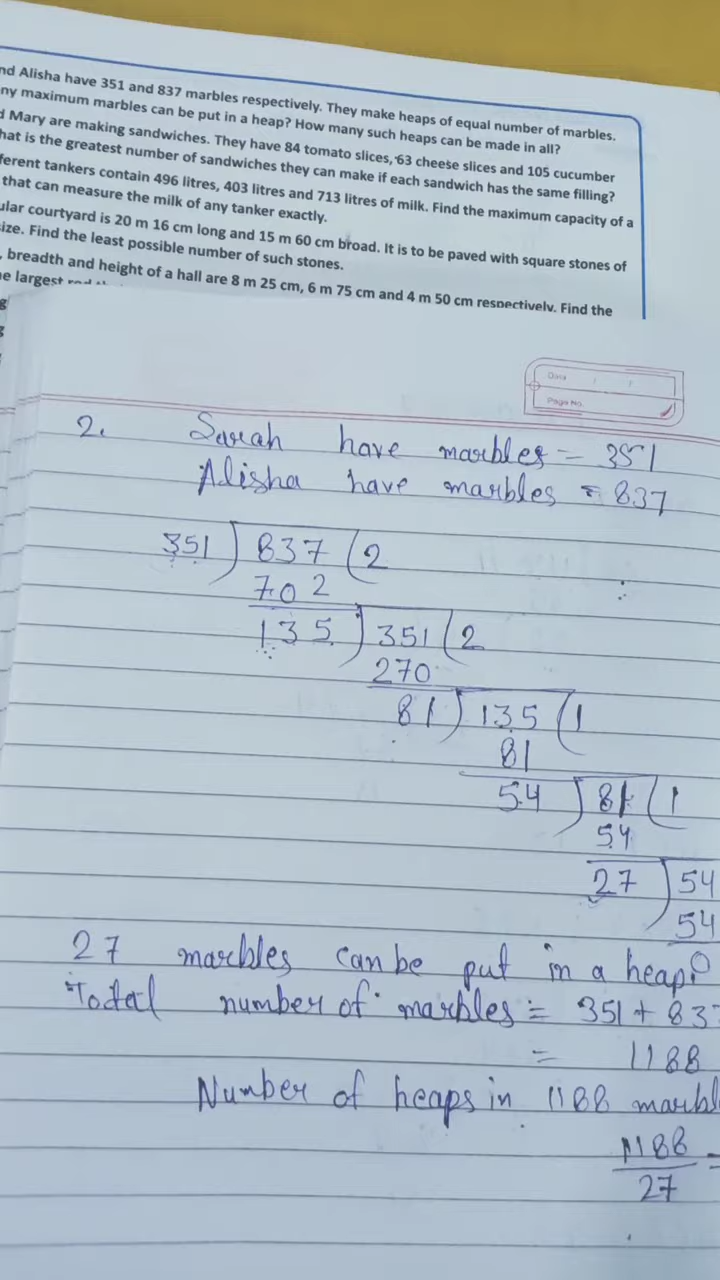 nd Alisha have 351 and 837 marbles respectively. They make heaps of equal number of marbles.
ny maximum marbles can be put in a heap? How many such heaps can be made in all?
d Mary are making sandwiches. They have 84 tomato slices, 63 cheese slices and 105 cucumber
hat is the greatest number of sandwiches they can make if each sandwich has the same filling?
ferent tankers contain 496 litres, 403 litres and 713 litres of milk. Find the maximum capacity of a
that can measure the milk of any tanker exactly.
ular courtyard is 20 m 16 cm long and 15 m 60 cm broad. It is to be paved with square stones of
ize. Find the least possible number of such stones.
, breadth and height of a hall are 8 m 25 cm, 6 m 75 cm and 4 m 50 cm respectively. Find the
he largest
Date / /
Page No.
2. Sarah have marbles = 351
Alisha have marbles = 837
351 ) 837 ( 2
702
135 ) 351 ( 2
270
81 ) 135 ( 1
81
54 ) 81 ( 1
54
27 ) 54
54
27 marbles can be put in a heap.
Total number of marbles = 351 + 837
= 1188
Number of heaps in 1188 marbl
1188
27